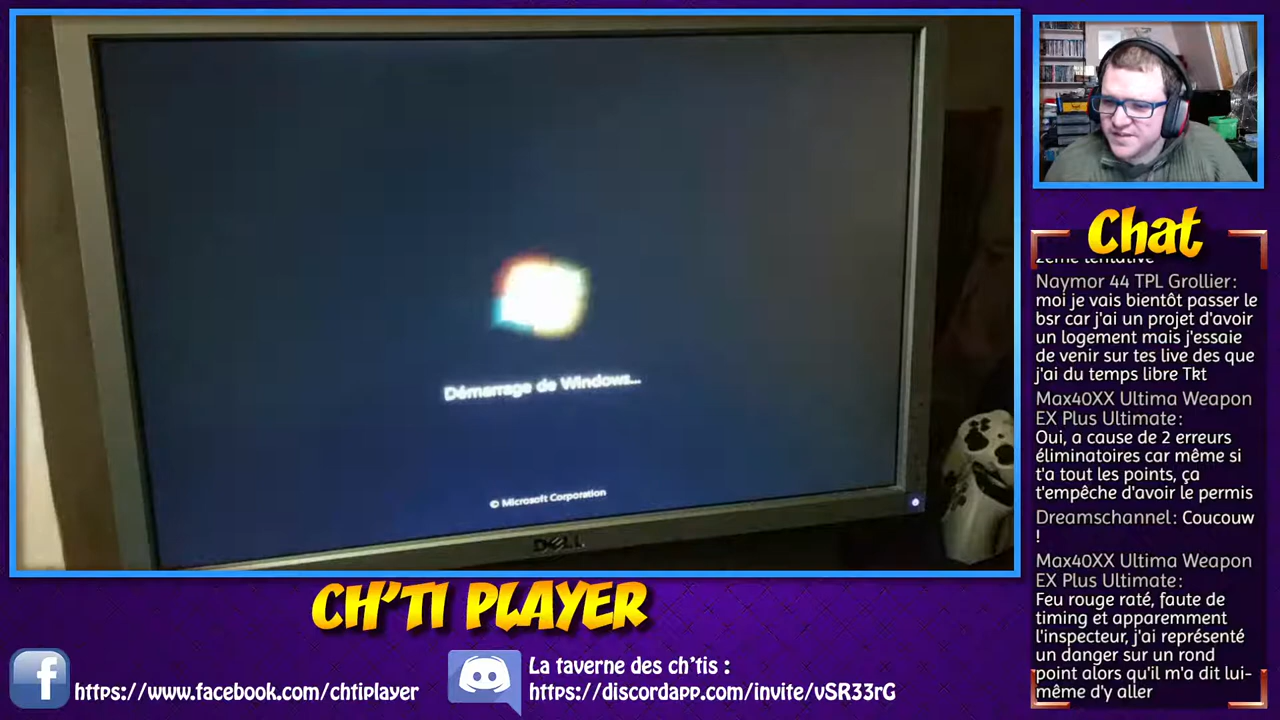 Démarrage de Windows...
© Microsoft Corporation
DELL
Chat
2ème tentative
Naymor 44 TPL Grollier:
moi je vais bientôt passer le
bsr car j'ai un projet d'avoir
un logement mais j'essaie
de venir sur tes live des que
j'ai du temps libre Tkt
Max40XX Ultima Weapon
EX Plus Ultimate:
Oui, a cause de 2 erreurs
éliminatoires car même si
t'a tout les points, ça
t'empêche d'avoir le permis
Dreamschannel: Coucouw
!
Max40XX Ultima Weapon
EX Plus Ultimate:
Feu rouge raté, faute de
timing et apparemment
l'inspecteur, j'ai représenté
un danger sur un rond
point alors qu'il m'a dit lui-
même d'y aller
CH'TI PLAYER
https://www.facebook.com/chtiplayer
La taverne des ch'tis :
https://discordapp.com/invite/vSR33rG